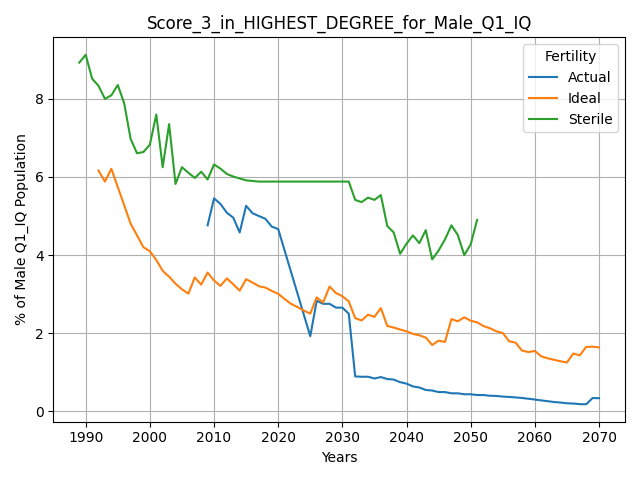 Score_3_in_HIGHEST_DEGREE_for_Male_Q1_IQ
Fertility
Actual
Ideal
Sterile
% of Male Q1_IQ Population
8
6
4
2
0
1990 2000 2010 2020 2030 2040 2050 2060 2070
Years